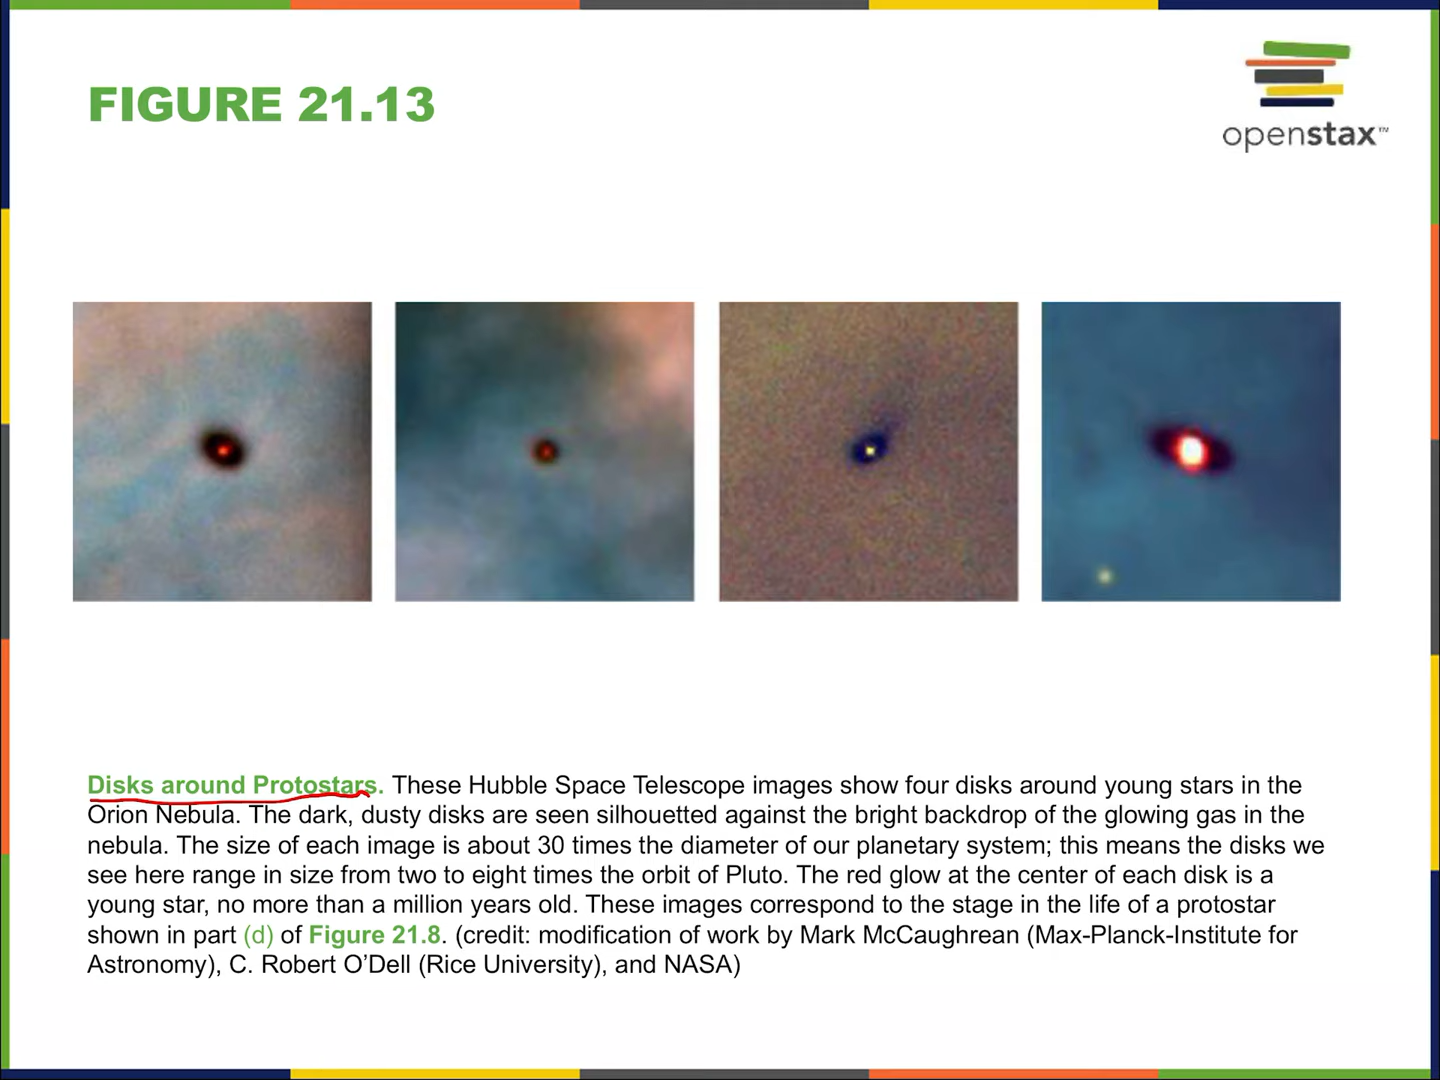 FIGURE 21.13
openstax™
Disks around Protostars. These Hubble Space Telescope images show four disks around young stars in the
Orion Nebula. The dark, dusty disks are seen silhouetted against the bright backdrop of the glowing gas in the
nebula. The size of each image is about 30 times the diameter of our planetary system; this means the disks we
see here range in size from two to eight times the orbit of Pluto. The red glow at the center of each disk is a
young star, no more than a million years old. These images correspond to the stage in the life of a protostar
shown in part (d) of Figure 21.8. (credit: modification of work by Mark McCaughrean (Max-Planck-Institute for
Astronomy), C. Robert O’Dell (Rice University), and NASA)